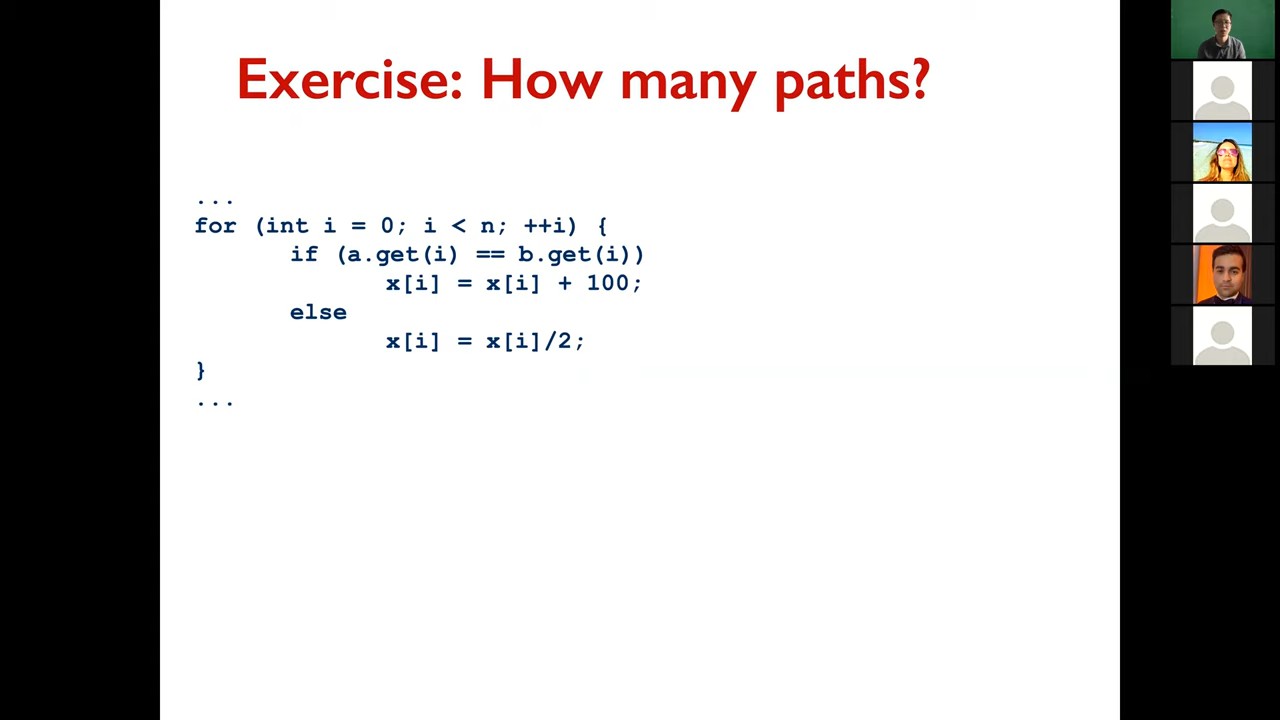 Exercise: How many paths?
...
for (int i = 0; i < n; ++i) {
if (a.get(i) == b.get(i))
x[i] = x[i] + 100;
else
x[i] = x[i]/2;
}
...